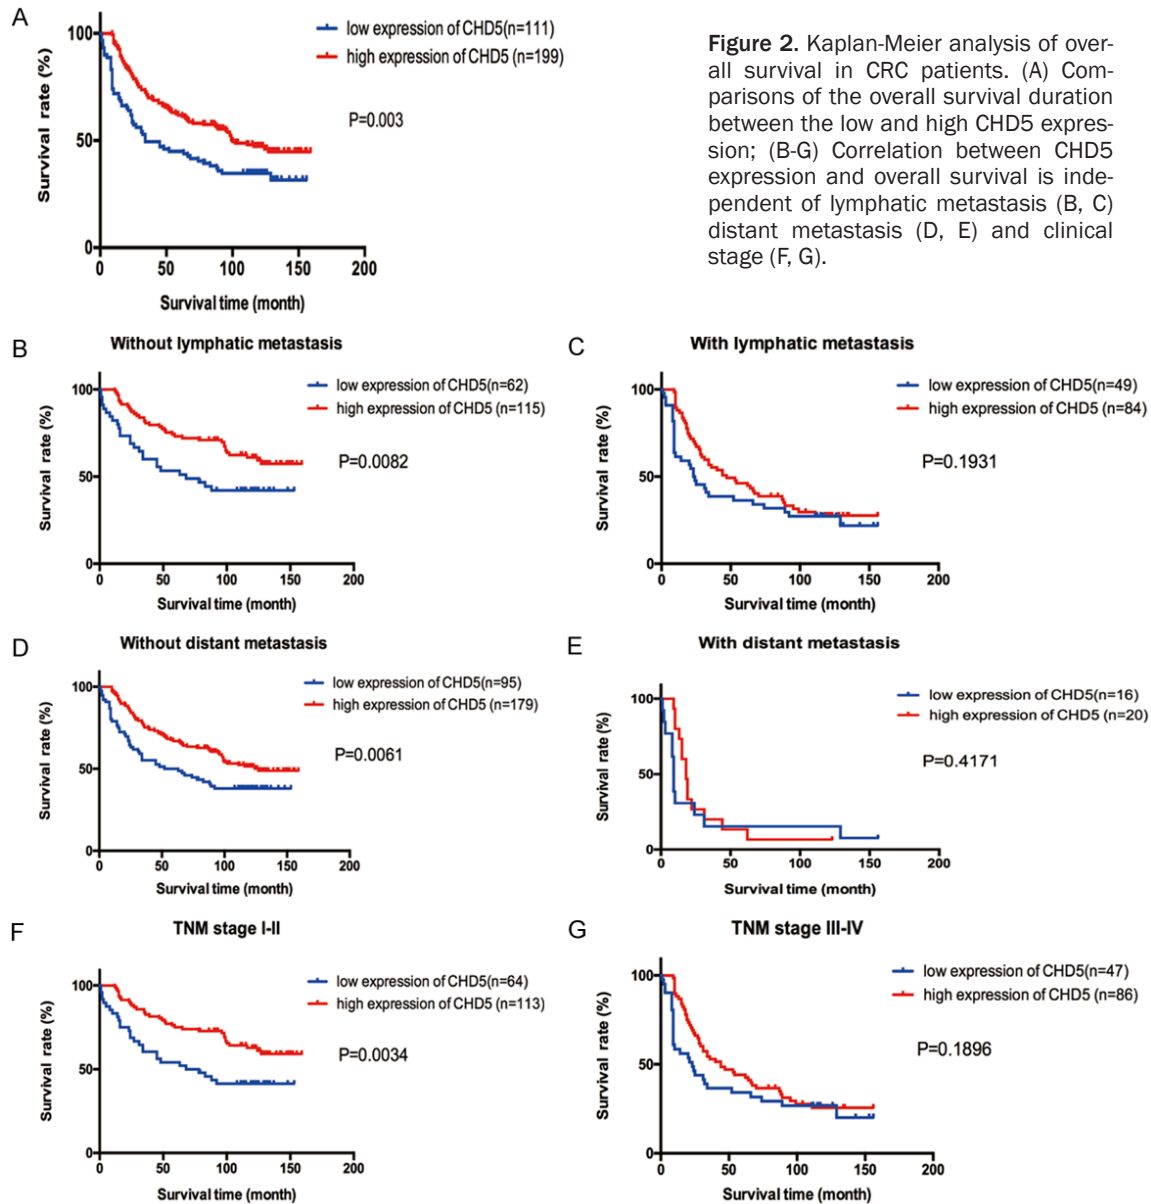 A
100
50
0
0 50 100 150 200
Survival rate (%)
Survival time (month)
low expression of CHD5(n=111)
high expression of CHD5 (n=199)
P=0.003
Figure 2. Kaplan-Meier analysis of over-
all survival in CRC patients. (A) Com-
parisons of the overall survival duration
between the low and high CHD5 expres-
sion; (B-G) Correlation between CHD5
expression and overall survival is inde-
pendent of lymphatic metastasis (B, C)
distant metastasis (D, E) and clinical
stage (F, G).
B
Without lymphatic metastasis
100
50
0
0 50 100 150 200
Survival rate (%)
Survival time (month)
low expression of CHD5(n=62)
high expression of CHD5 (n=115)
P=0.0082
C
With lymphatic metastasis
100
50
0
0 50 100 150 200
Survival rate (%)
Survival time (month)
low expression of CHD5(n=49)
high expression of CHD5 (n=84)
P=0.1931
D
Without distant metastasis
100
50
0
0 50 100 150 200
Survival rate (%)
Survival time (month)
low expression of CHD5(n=95)
high expression of CHD5 (n=179)
P=0.0061
E
With distant metastasis
100
50
0
0 50 100 150 200
Survival rate (%)
Survival time (month)
low expression of CHD5(n=16)
high expression of CHD5 (n=20)
P=0.4171
F
TNM stage I-II
100
50
0
0 50 100 150 200
Survival rate (%)
Survival time (month)
low expression of CHD5(n=64)
high expression of CHD5 (n=113)
P=0.0034
G
TNM stage III-IV
100
50
0
0 50 100 150 200
Survival rate (%)
Survival time (month)
low expression of CHD5(n=47)
high expression of CHD5 (n=86)
P=0.1896